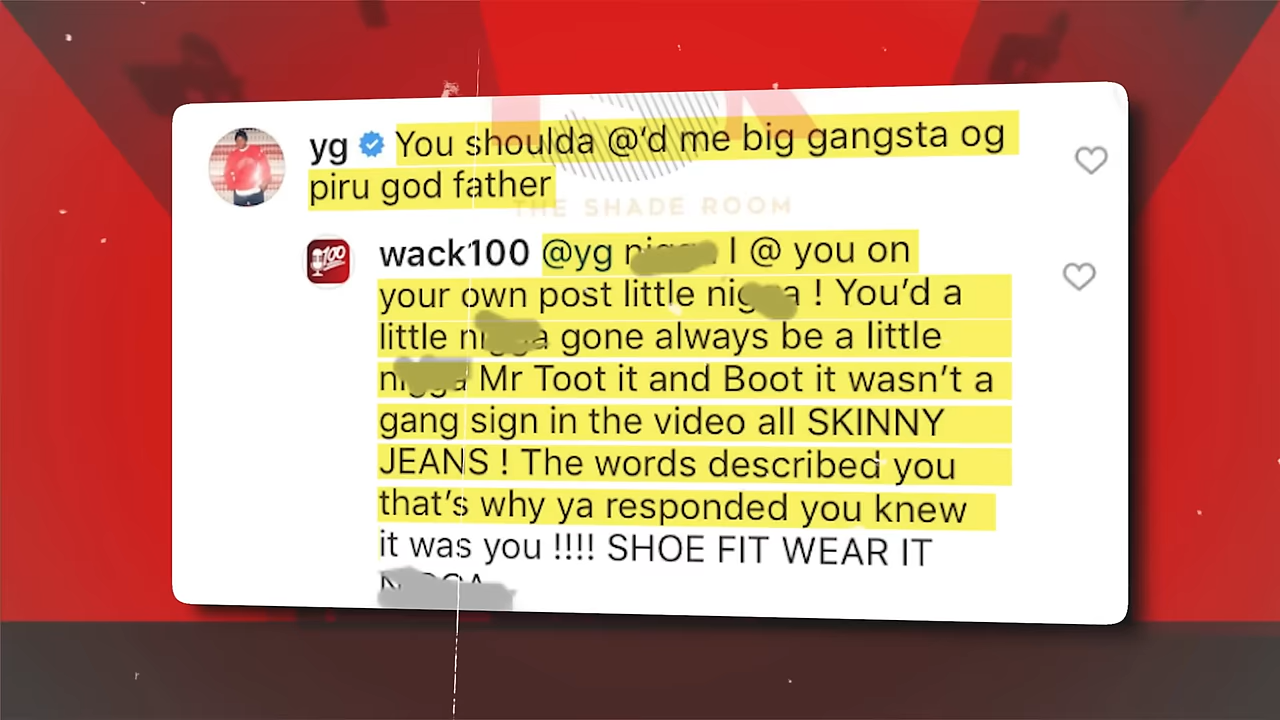 yg You shoulda @'d me big gangsta og
piru god father
THE SHADE ROOM
100
wack100 @yg I @ you on
your own post little nigga ! You'd a
little nigga gone always be a little
nigga Mr Toot it and Boot it wasn't a
gang sign in the video all SKINNY
JEANS ! The words described you
that's why ya responded you knew
it was you !!!! SHOE FIT WEAR IT